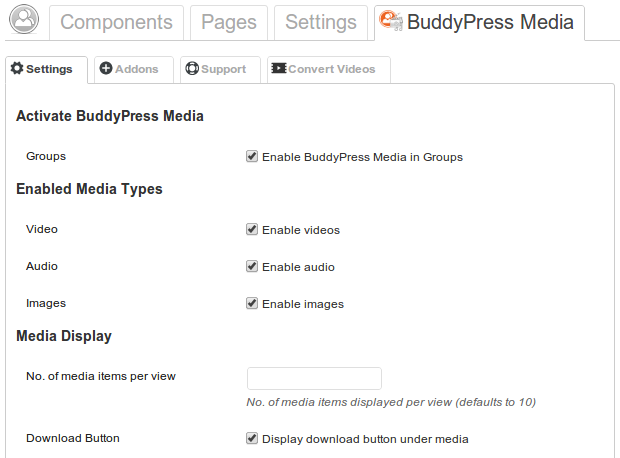 Components Pages Settings BuddyPress Media
Settings Addons Support Convert Videos
Activate BuddyPress Media
Groups Enable BuddyPress Media in Groups
Enabled Media Types
Video Enable videos
Audio Enable audio
Images Enable images
Media Display
No. of media items per view
No. of media items displayed per view (defaults to 10)
Download Button Display download button under media